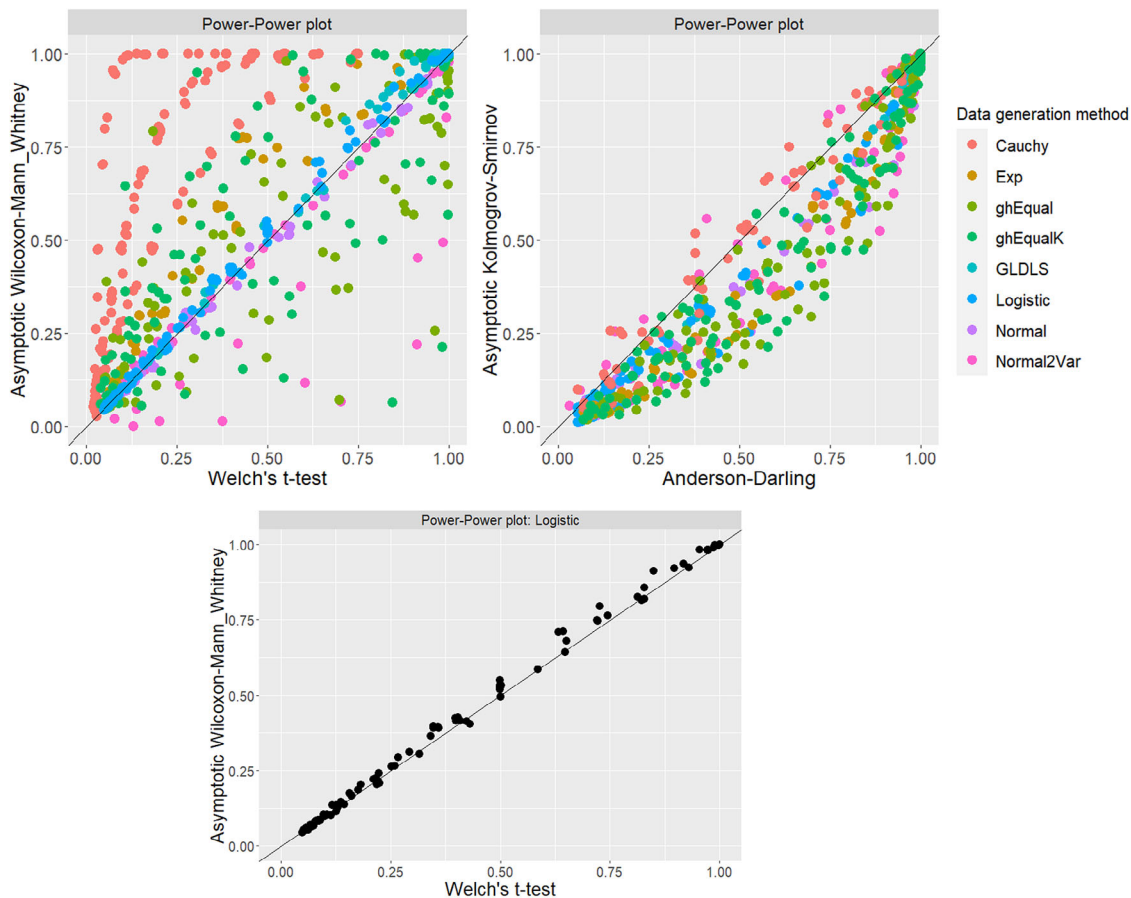 Power-Power plot
Asymptotic Wilcoxon-Mann_Whitney
1.00
0.75
0.50
0.25
0.00
0.00 0.25 0.50 0.75 1.00
Welch's t-test
Power-Power plot
Asymptotic Kolmogrov-Smirnov
1.00
0.75
0.50
0.25
0.00
0.00 0.25 0.50 0.75 1.00
Anderson-Darling
Data generation method
Cauchy
Exp
ghEqual
ghEqualK
GLDLS
Logistic
Normal
Normal2Var
Power-Power plot: Logistic
Asymptotic Wilcoxon-Mann_Whitney
1.00
0.75
0.50
0.25
0.00
0.00 0.25 0.50 0.75 1.00
Welch's t-test